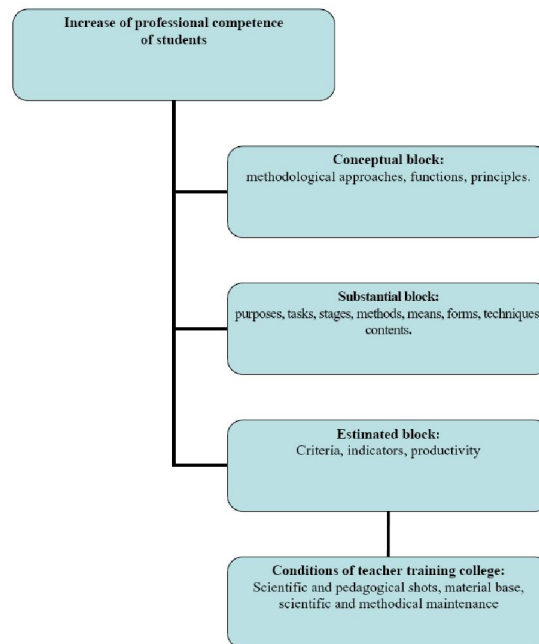 Increase of professional competence
of students
Conceptual block:
methodological approaches, functions, principles.
Substantial block:
purposes, tasks, stages, methods, means, forms, techniques
contents.
Estimated block:
Criteria, indicators, productivity
Conditions of teacher training college:
Scientific and pedagogical shots, material base,
scientific and methodical maintenance